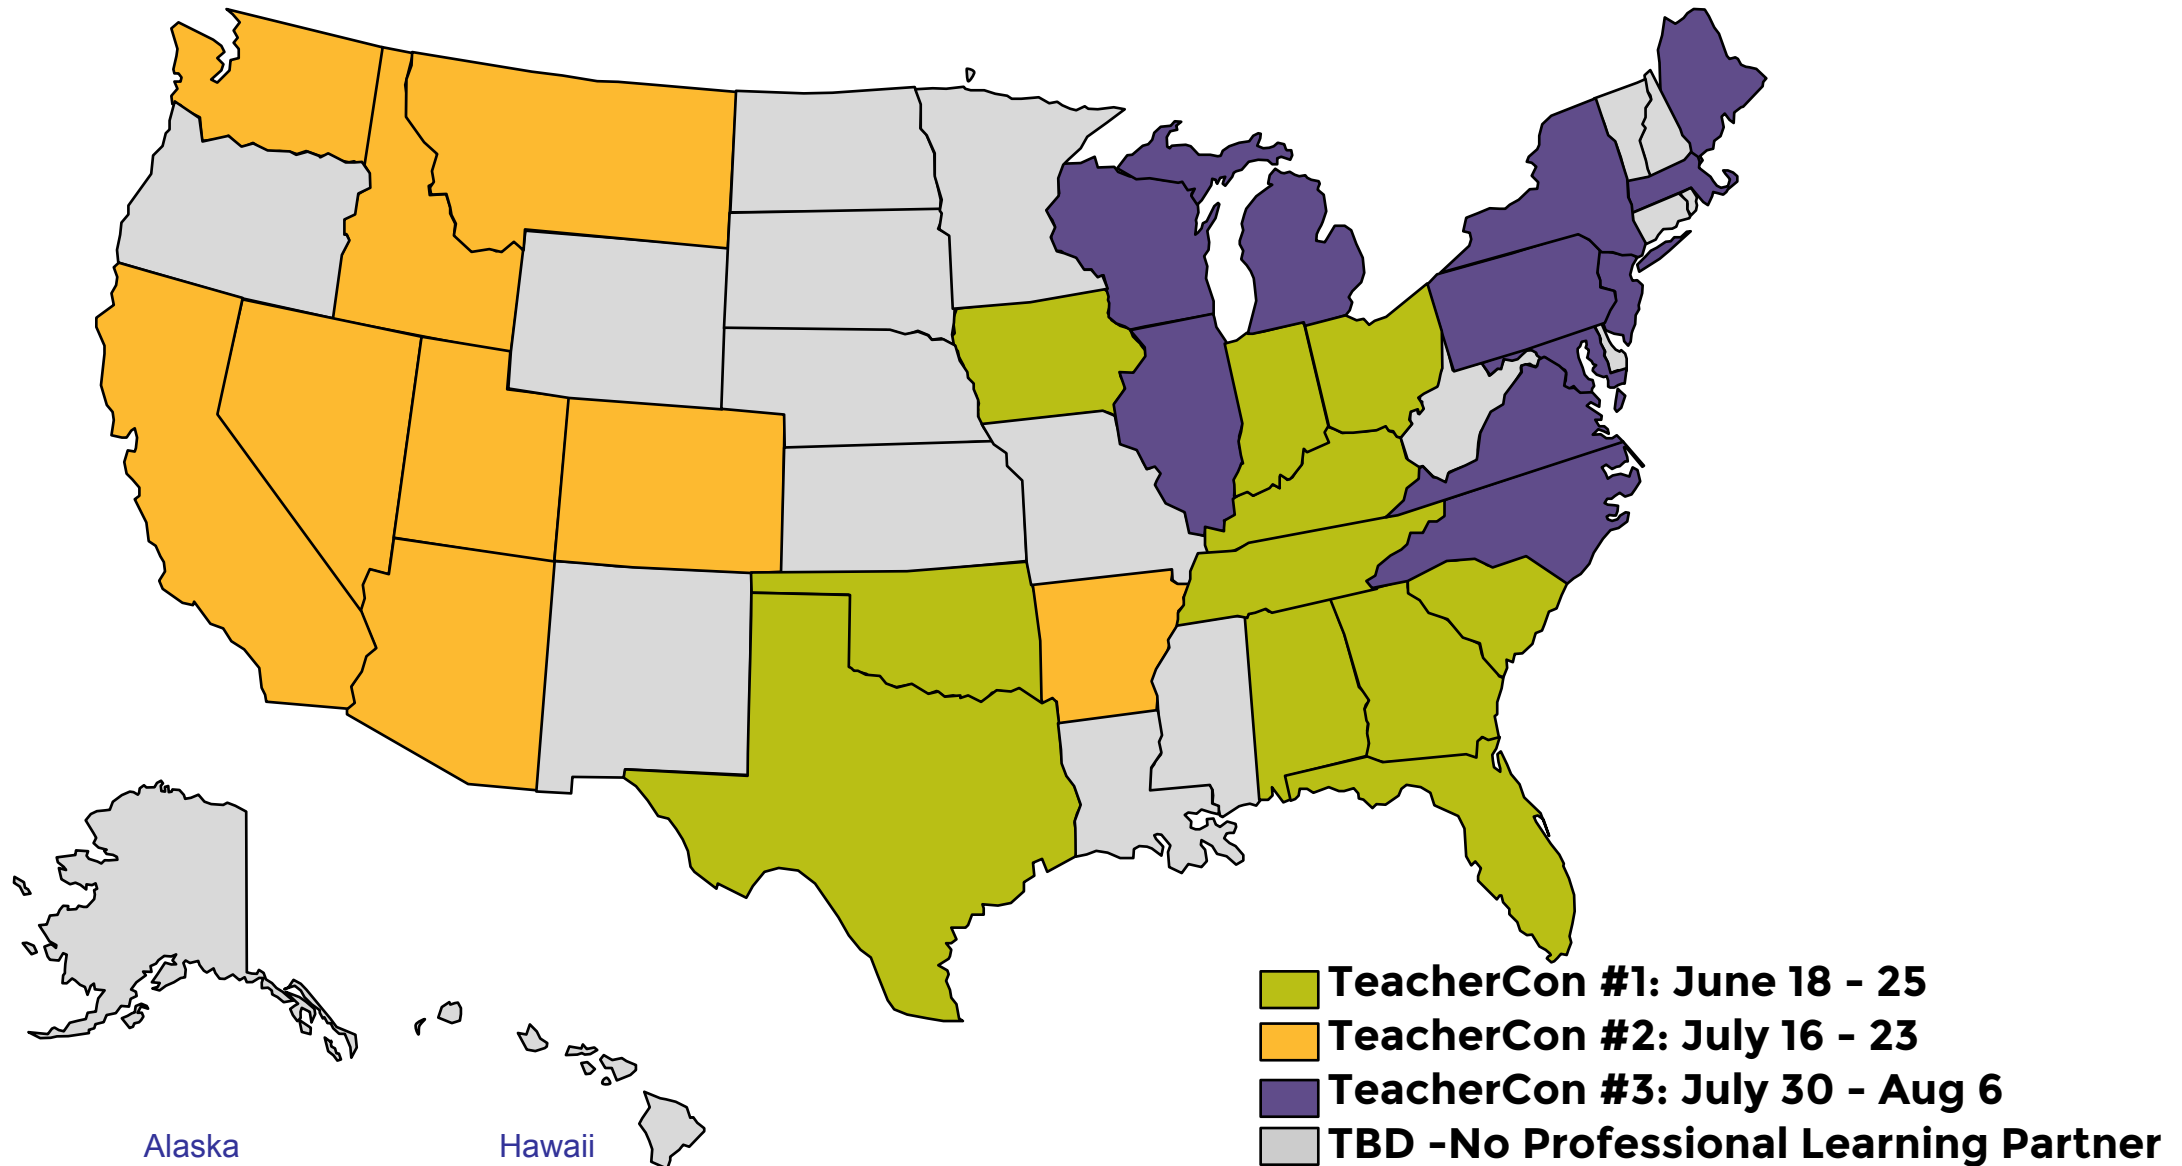 TeacherCon #1: June 18 - 25
TeacherCon #2: July 16 - 23
TeacherCon #3: July 30 - Aug 6
TBD -No Professional Learning Partner
Alaska
Hawaii